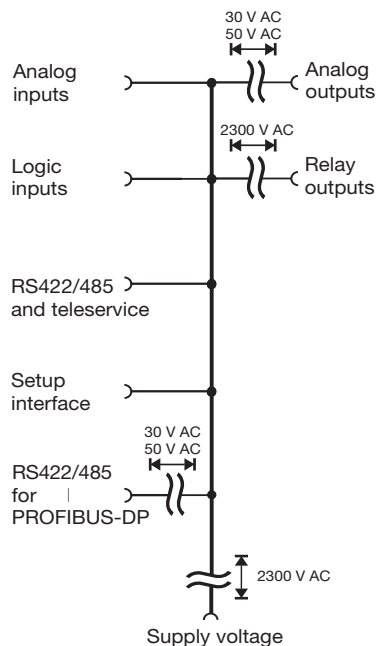 30 V AC
50 V AC
Analog
inputs
Analog
outputs
2300 V AC
Logic
inputs
Relay
outputs
RS422/485
and teleservice
Setup
interface
30 V AC
50 V AC
RS422/485
for
PROFIBUS-DP
2300 V AC
Supply voltage